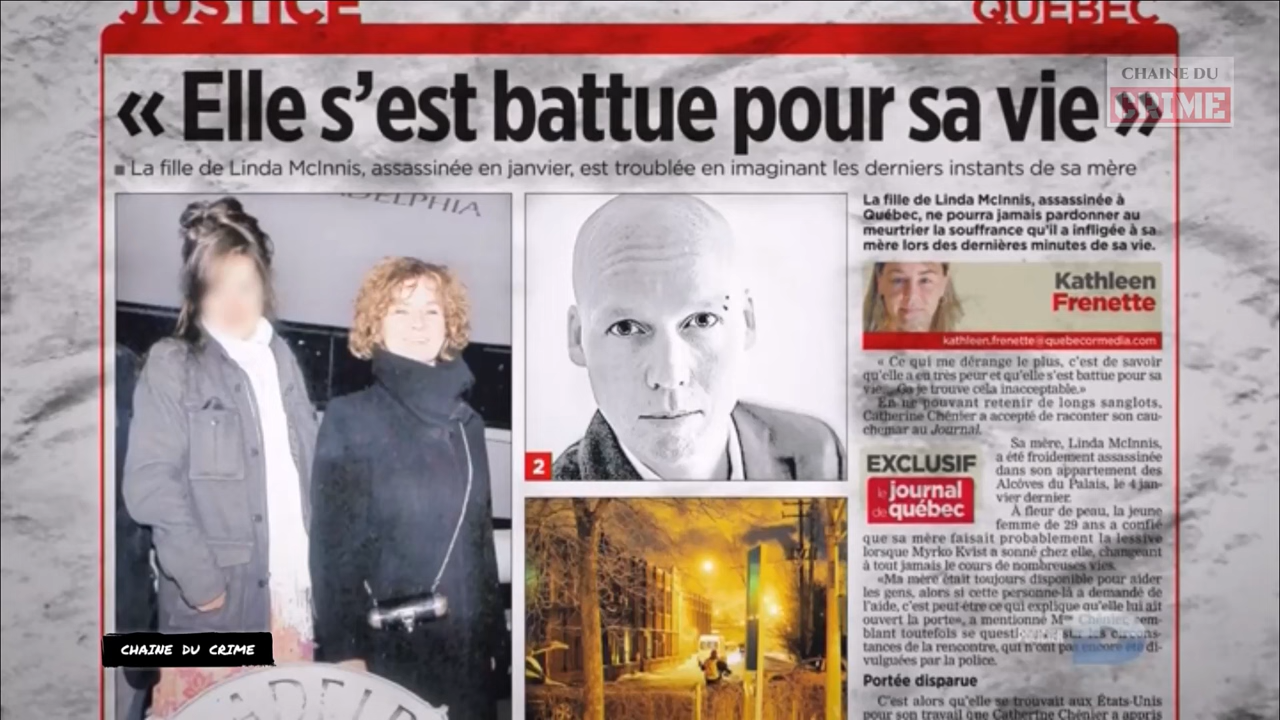 JUSTICE
QUÉBEC
CHAINE DU
CRIME
« Elle s'est battue pour sa vie »
■ La fille de Linda McInnis, assassinée en janvier, est troublée en imaginant les derniers instants de sa mère
ADELPHIA
2
La fille de Linda McInnis, assassinée à
Québec, ne pourra jamais pardonner au
meurtrier la souffrance qu'il a infligée à sa
mère lors des dernières minutes de sa vie.
Kathleen
Frenette
kathleen.frenette@quebecormedia.com
« Ce qui me dérange le plus, c'est de savoir
qu'elle a eu très peur et qu'elle s'est battue pour sa
vie... Ça je trouve cela inacceptable.»
En ne pouvant retenir de longs sanglots,
Catherine Chénier a accepté de raconter son cau-
chemar au Journal.
EXCLUSIF
le journal
de québec
Sa mère, Linda McInnis,
a été froidement assassinée
dans son appartement des
Alcôves du Palais, le 4 jan-
vier dernier.
À fleur de peau, la jeune
femme de 29 ans a confié
que sa mère faisait probablement la lessive
lorsque Myrko Kvist a sonné chez elle, changeant
à tout jamais le cours de nombreuses vies.
«Ma mère était toujours disponible pour aider
les gens, alors si cette personne-là a demandé de
l'aide, c'est peut-être ce qui explique qu'elle lui ait
ouvert la porte», a mentionné Mme Chénier, sem-
blant toutefois se questionner sur les circons-
tances de la rencontre, qui n'ont pas encore été di-
vulguées par la police.
Portée disparue
C'est alors qu'elle se trouvait aux États-Unis
pour son travail que Catherine Chénier a appris
CHAINE DU CRIME